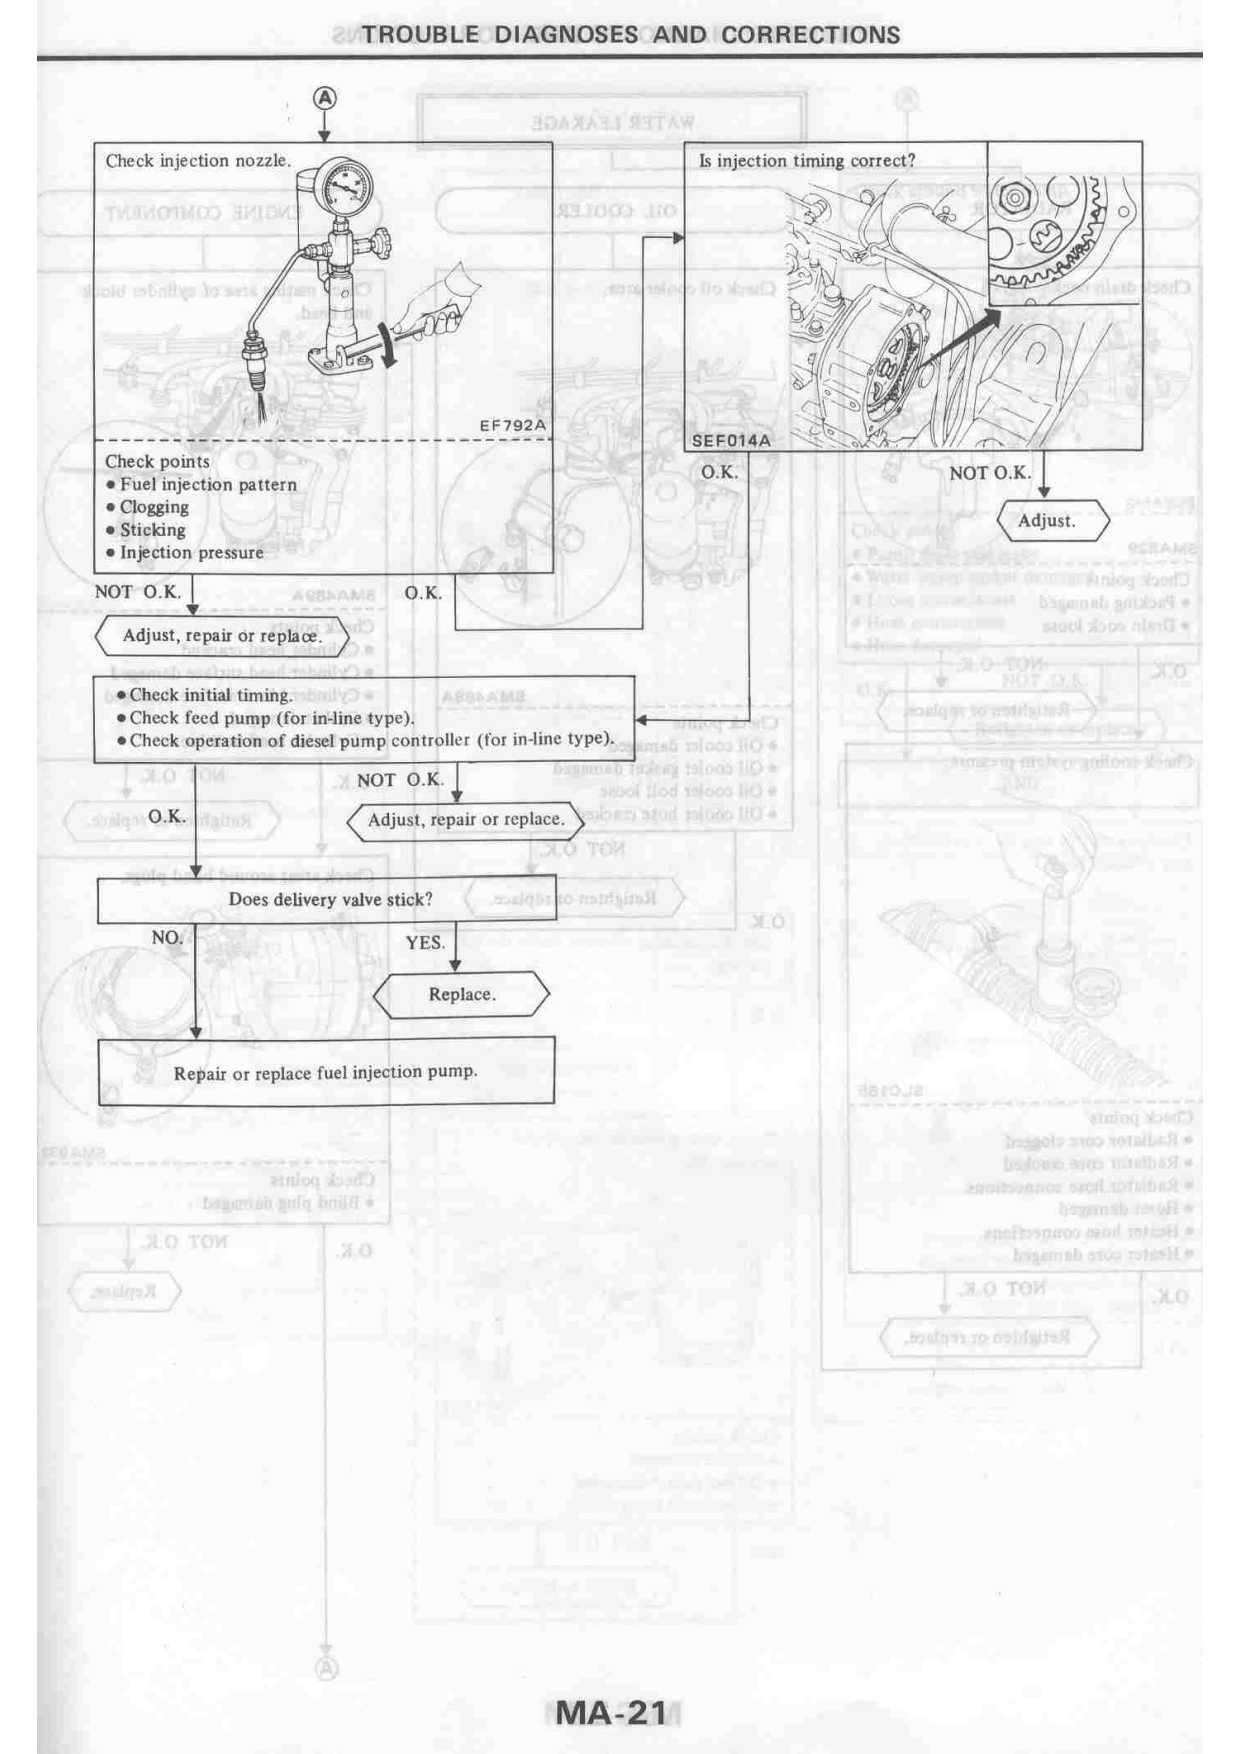 TROUBLE DIAGNOSES AND CORRECTIONS
A
Check injection nozzle.
EF792A
Check points
• Fuel injection pattern
• Clogging
• Sticking
• Injection pressure
NOT O.K.
O.K.
Adjust, repair or replace.
Is injection timing correct?
SEF014A
O.K.
NOT O.K.
Adjust.
• Check initial timing.
• Check feed pump (for in-line type).
• Check operation of diesel pump controller (for in-line type).
NOT O.K.
O.K.
Adjust, repair or replace.
Does delivery valve stick?
NO.
YES.
Replace.
Repair or replace fuel injection pump.
MA-21